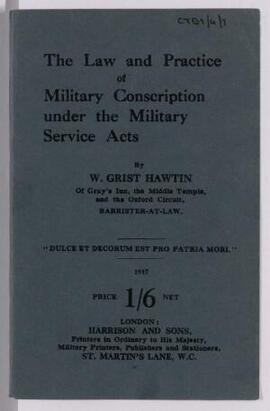 CTD1/4/1
The Law and Practice
of
Military Conscription
under the Military
Service Acts
By
W. GRIST HAWTIN
Of Gray's Inn, the Middle Temple,
and the Oxford Circuit,
BARRISTER-AT-LAW.
"DULCE ET DECORUM EST PRO PATRIA MORI."
1917
PRICE 1/6 NET
LONDON:
HARRISON AND SONS,
Printers in Ordinary to His Majesty,
Military Printers, Publishers and Stationers,
ST. MARTIN'S LANE, W.C.